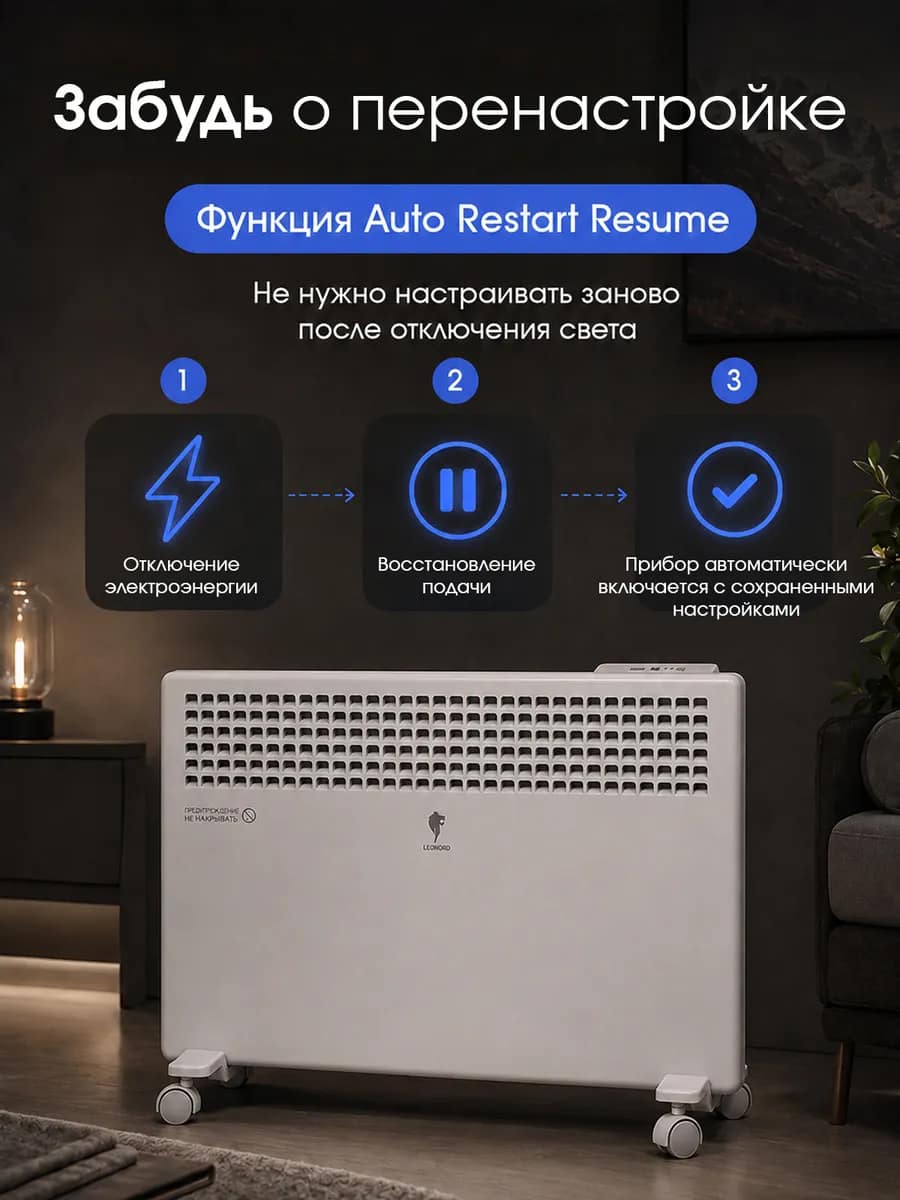 Забудь о перенастройке
Функция Auto Restart Resume
Не нужно настраивать заново
после отключения света
1
2
3
Отключение
электроэнергии
Восстановление
подачи
Прибор автоматически
включается с сохраненными
настройками
ПРЕДУПРЕЖДЕНИЕ
НЕ НАКРЫВАТЬ
LEONORD